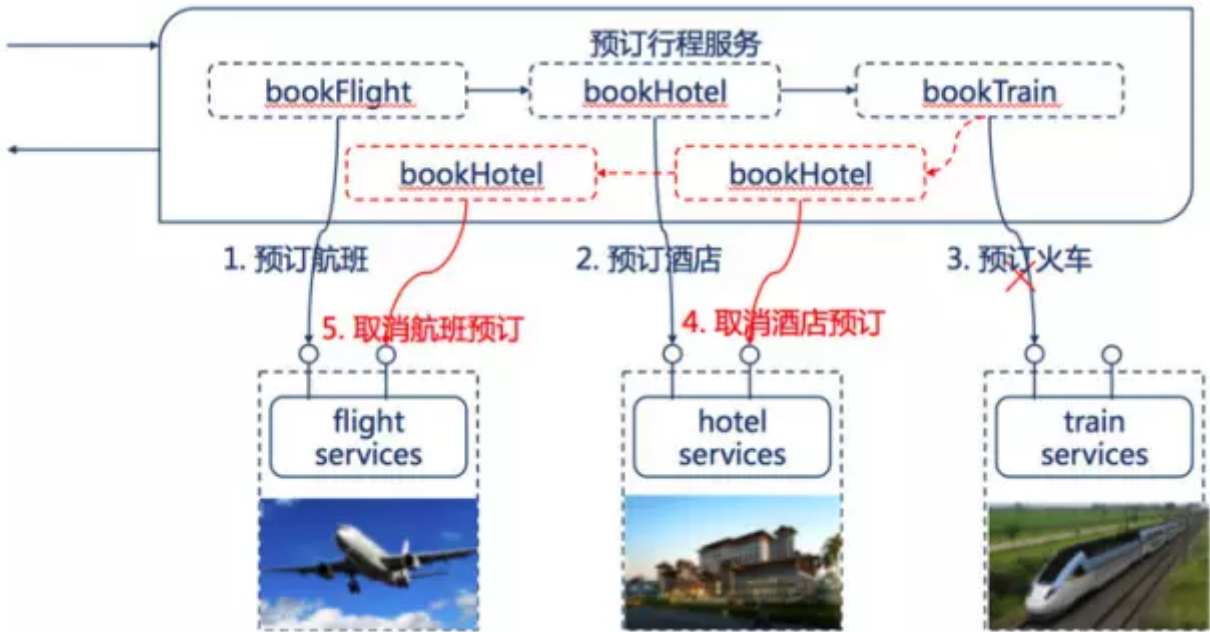 预订行程服务
bookFlight
bookHotel
bookTrain
bookHotel
bookHotel
1. 预订航班
2. 预订酒店
3. 预订火车
5. 取消航班预订
4. 取消酒店预订
flight
services
hotel
services
train
services